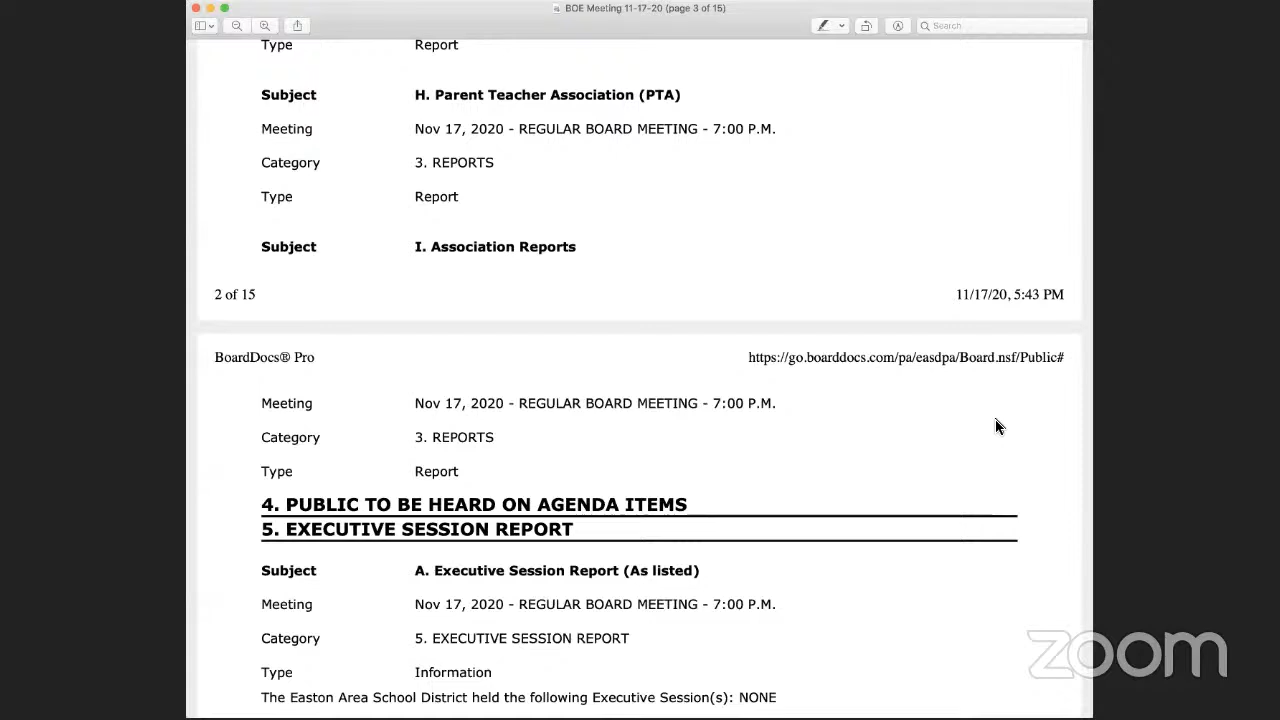 BOE Meeting 11-17-20 (page 3 of 15)
Search
Type Report
Subject H. Parent Teacher Association (PTA)
Meeting Nov 17, 2020 - REGULAR BOARD MEETING - 7:00 P.M.
Category 3. REPORTS
Type Report
Subject I. Association Reports
2 of 15 11/17/20, 5:43 PM
BoardDocs® Pro https://go.boarddocs.com/pa/easdpa/Board.nsf/Public#
Meeting Nov 17, 2020 - REGULAR BOARD MEETING - 7:00 P.M.
Category 3. REPORTS
Type Report
4. PUBLIC TO BE HEARD ON AGENDA ITEMS
5. EXECUTIVE SESSION REPORT
Subject A. Executive Session Report (As listed)
Meeting Nov 17, 2020 - REGULAR BOARD MEETING - 7:00 P.M.
Category 5. EXECUTIVE SESSION REPORT
zoom
Type Information
The Easton Area School District held the following Executive Session(s): NONE